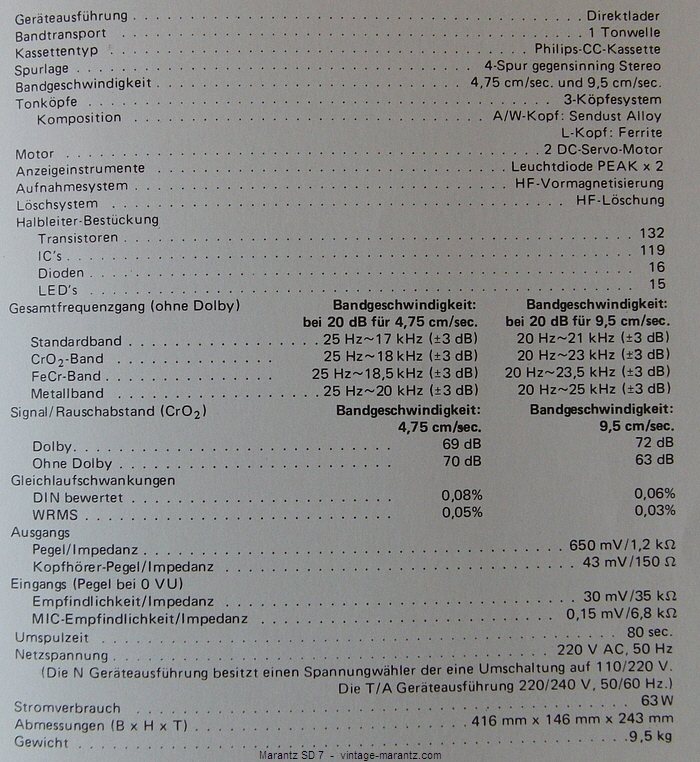 Geräteausführung . . . . . . . . . . Direktlader
Bandtransport . . . . . . . . . . 1 Tonwelle
Kassettentyp . . . . . . . . . . Philips-CC-Kassette
Spurlage . . . . . . . . . . 4-Spur gegensinning Stereo
Bandgeschwindigkeit . . . . . . . . . . 4,75 cm/sec. und 9,5 cm/sec.
Tonköpfe . . . . . . . . . . 3-Köpfesystem
Komposition . . . . . . . . . . A/W-Kopf: Sendust Alloy
L-Kopf: Ferrite
Motor . . . . . . . . . . 2 DC-Servo-Motor
Anzeigeinstrumente . . . . . . . . . . Leuchtdiode PEAK x 2
Aufnahmesystem . . . . . . . . . . HF-Vormagnetisierung
Löschsystem . . . . . . . . . . HF-Löschung
Halbleiter-Bestückung
Transistoren . . . . . . . . . . 132
IC's . . . . . . . . . . 119
Dioden . . . . . . . . . . 16
LED's . . . . . . . . . . 15
Gesamtfrequenzgang (ohne Dolby) Bandgeschwindigkeit: Bandgeschwindigkeit:
bei 20 dB für 4,75 cm/sec. bei 20 dB für 9,5 cm/sec.
Standardband . . . . . . . . . . 25 Hz~17 kHz (±3 dB) 20 Hz~21 kHz (±3 dB)
CrO2-Band . . . . . . . . . . 25 Hz~18 kHz (±3 dB) 20 Hz~23 kHz (±3 dB)
FeCr-Band . . . . . . . . . . 25 Hz~18,5 kHz (±3 dB) 20 Hz~23,5 kHz (±3 dB)
Metallband . . . . . . . . . . 25 Hz~20 kHz (±3 dB) 20 Hz~25 kHz (±3 dB)
Signal/Rauschabstand (CrO2) Bandgeschwindigkeit: Bandgeschwindigkeit:
4,75 cm/sec. 9,5 cm/sec.
Dolby. . . . . . . . . . 69 dB 72 dB
Ohne Dolby . . . . . . . . . . 70 dB 63 dB
Gleichlaufschwankungen
DIN bewertet . . . . . . . . . . 0,08% 0,06%
WRMS . . . . . . . . . . 0,05% 0,03%
Ausgangs
Pegel/Impedanz . . . . . . . . . . 650 mV/1,2 kΩ
Kopfhörer-Pegel/Impedanz . . . . . . . . . . 43 mV/150 Ω
Eingangs (Pegel bei 0 VU)
Empfindlichkeit/Impedanz . . . . . . . . . . 30 mV/35 kΩ
MIC-Empfindlichkeit/Impedanz . . . . . . . . . . 0,15 mV/6,8 kΩ
Umspulzeit . . . . . . . . . . 80 sec.
Netzspannung . . . . . . . . . . 220 V AC, 50 Hz
(Die N Geräteausführung besitzt einen Spannungwähler der eine Umschaltung auf 110/220 V.
Die T/A Geräteausführung 220/240 V, 50/60 Hz.)
Stromverbrauch . . . . . . . . . . 63 W
Abmessungen (B x H x T) . . . . . . . . . . 416 mm x 146 mm x 243 mm
Gewicht . . . . . . . . . . 9,5 kg
Marantz SD 7 - vintage-marantz.com